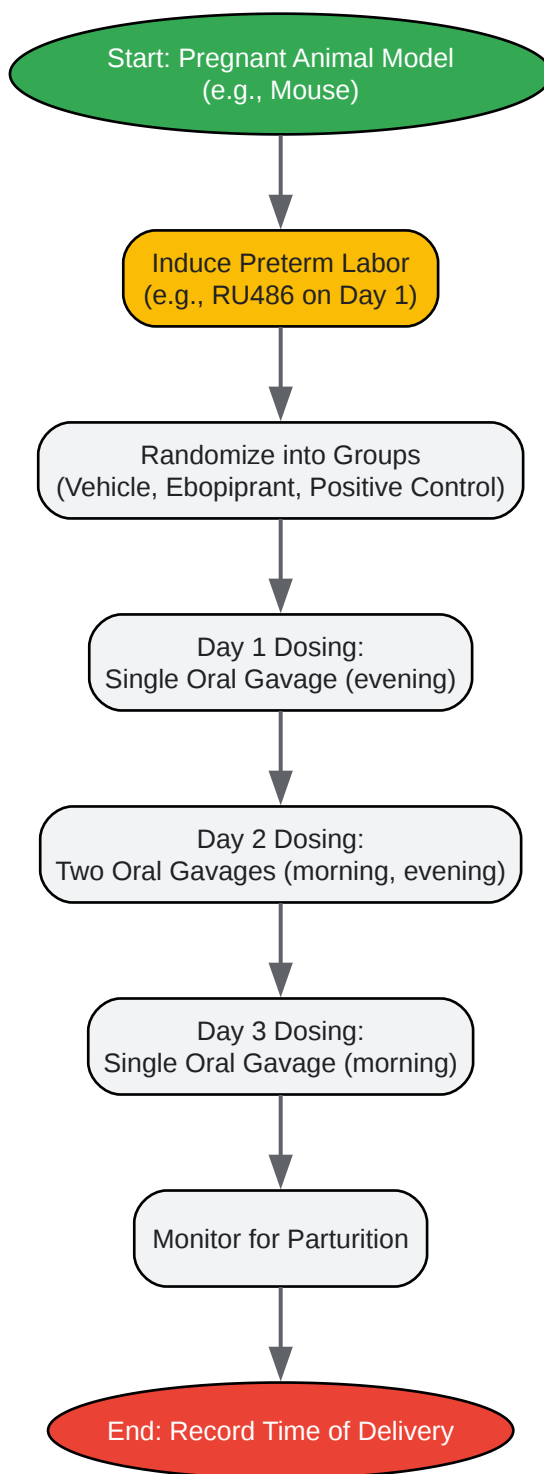 Start: Pregnant Animal Model
(e.g., Mouse)
Induce Preterm Labor
(e.g., RU486 on Day 1)
Randomize into Groups
(Vehicle, Ebopiprant, Positive Control)
Day 1 Dosing:
Single Oral Gavage (evening)
Day 2 Dosing:
Two Oral Gavages (morning, evening)
Day 3 Dosing:
Single Oral Gavage (morning)
Monitor for Parturition
End: Record Time of Delivery